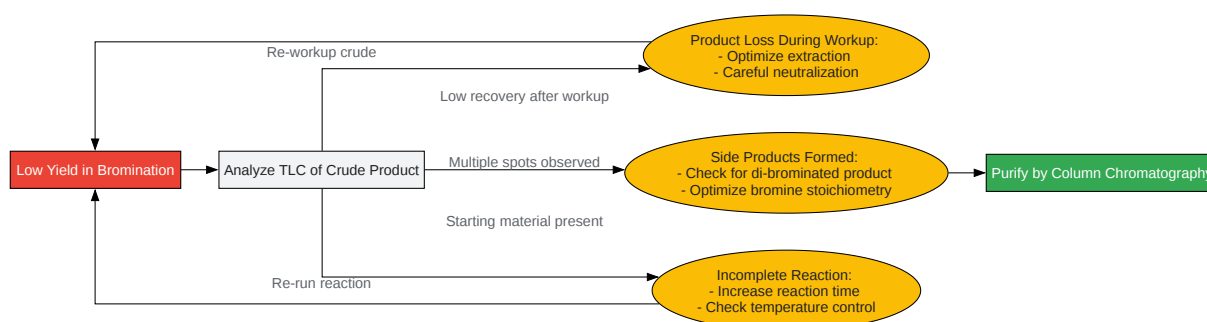 Product Loss During Workup:
- Optimize extraction
- Careful neutralization
Re-workup crude
Low recovery after workup
Low Yield in Bromination
Analyze TLC of Crude Product
Multiple spots observed
Side Products Formed:
- Check for di-brominated product
- Optimize bromine stoichiometry
Purify by Column Chromatography
Starting material present
Re-run reaction
Incomplete Reaction:
- Increase reaction time
- Check temperature control